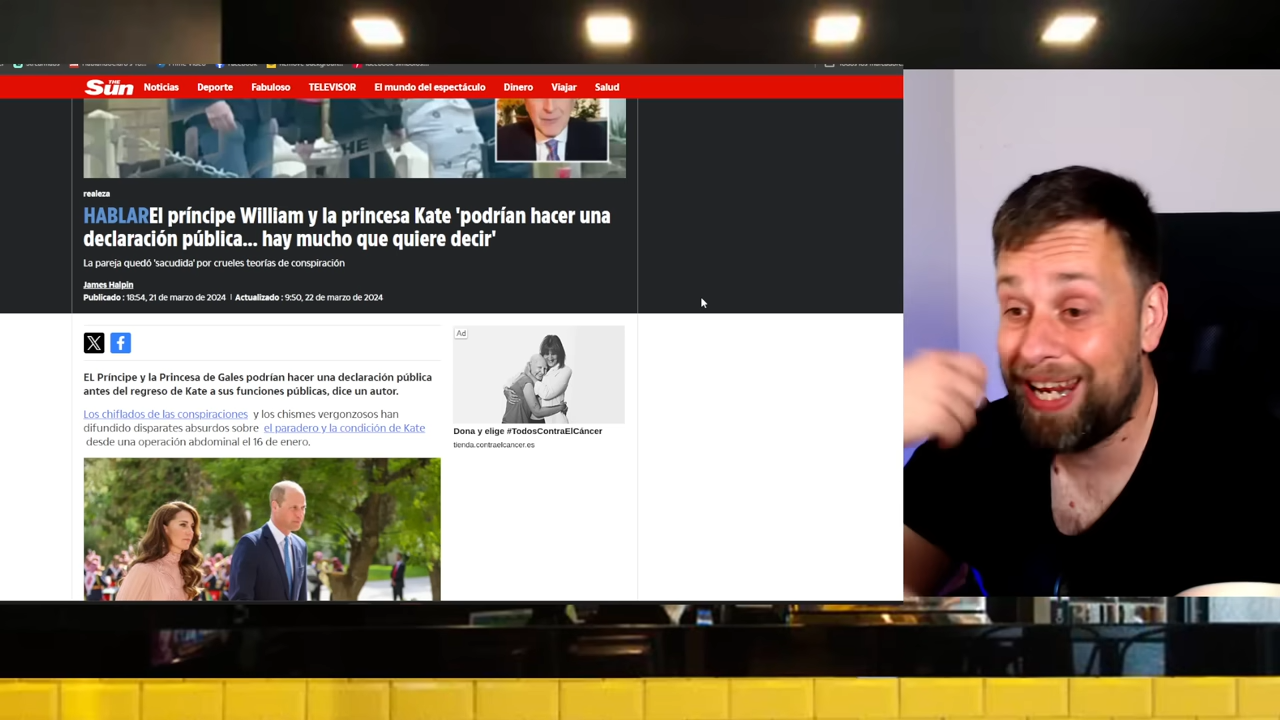 THE Sun Noticias Deporte Fabuloso TELEVISOR El mundo del espectáculo Dinero Viajar Salud
realeza
HABLAREl príncipe William y la princesa Kate 'podrían hacer una
declaración pública... hay mucho que quiere decir'
La pareja quedó 'sacudida' por crueles teorías de conspiración
James Halpin
Publicado : 18:54, 21 de marzo de 2024 | Actualizado : 9:50, 22 de marzo de 2024
EL Príncipe y la Princesa de Gales podrían hacer una declaración pública
antes del regreso de Kate a sus funciones públicas, dice un autor.
Los chiflados de las conspiraciones y los chismes vergonzosos han
difundido disparates absurdos sobre el paradero y la condición de Kate
desde una operación abdominal el 16 de enero.
Ad
Dona y elige #TodosContraElCáncer
tienda.contraelcancer.es